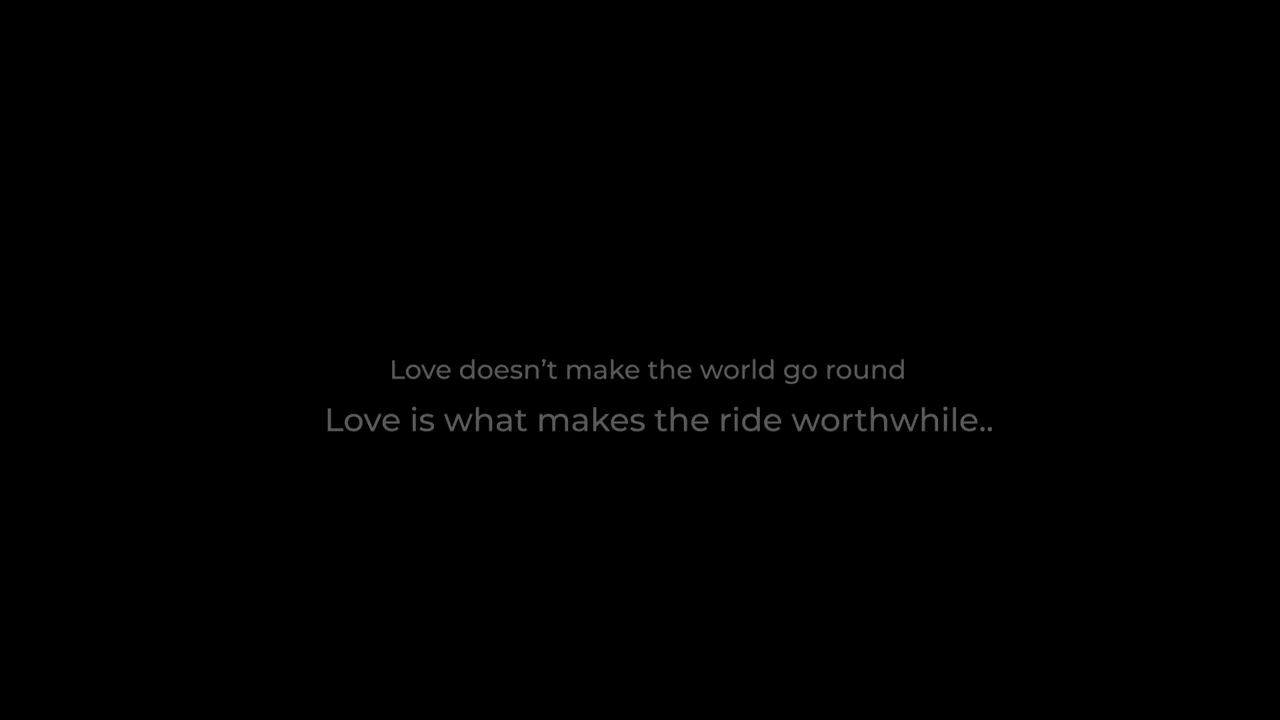 Love doesn’t make the world go round
Love is what makes the ride worthwhile..